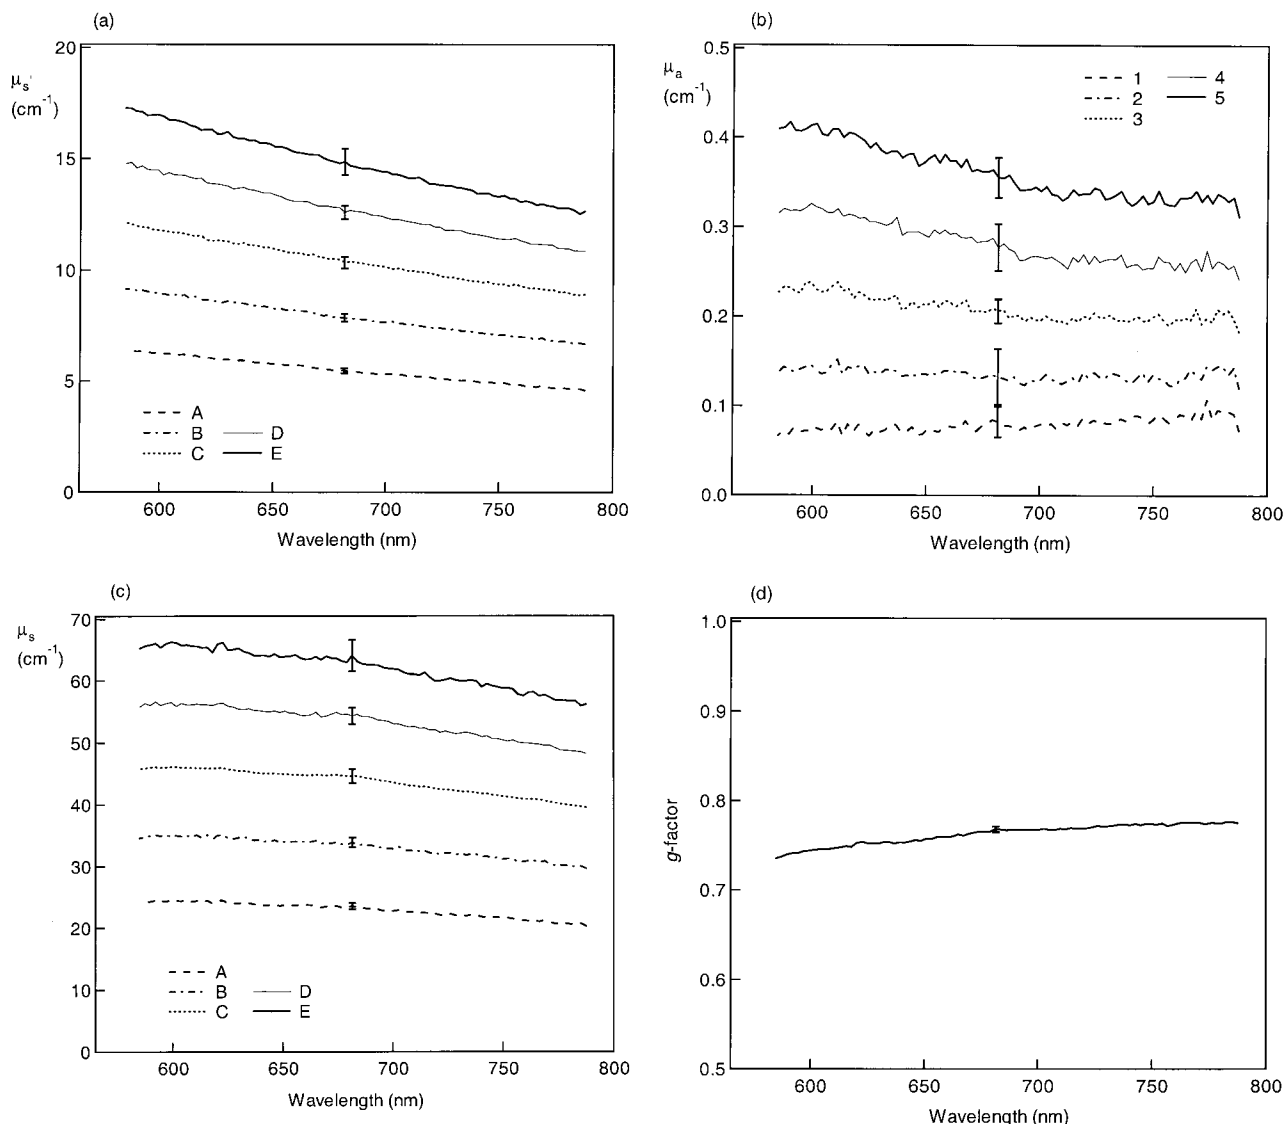 (a)
20
μs'
(cm-1)
15
10
5
0
A
B
D
C
E
600
650
700
750
800
Wavelength (nm)
(b)
0.5
μa
(cm-1)
1
4
2
5
3
0.4
0.3
0.2
0.1
0.0
600
650
700
750
800
Wavelength (nm)
(c)
70
μs
(cm-1)
60
50
40
30
20
10
0
A
B
D
C
E
600
650
700
750
800
Wavelength (nm)
(d)
1.0
0.9
0.8
g-factor
0.7
0.6
0.5
600
650
700
750
800
Wavelength (nm)